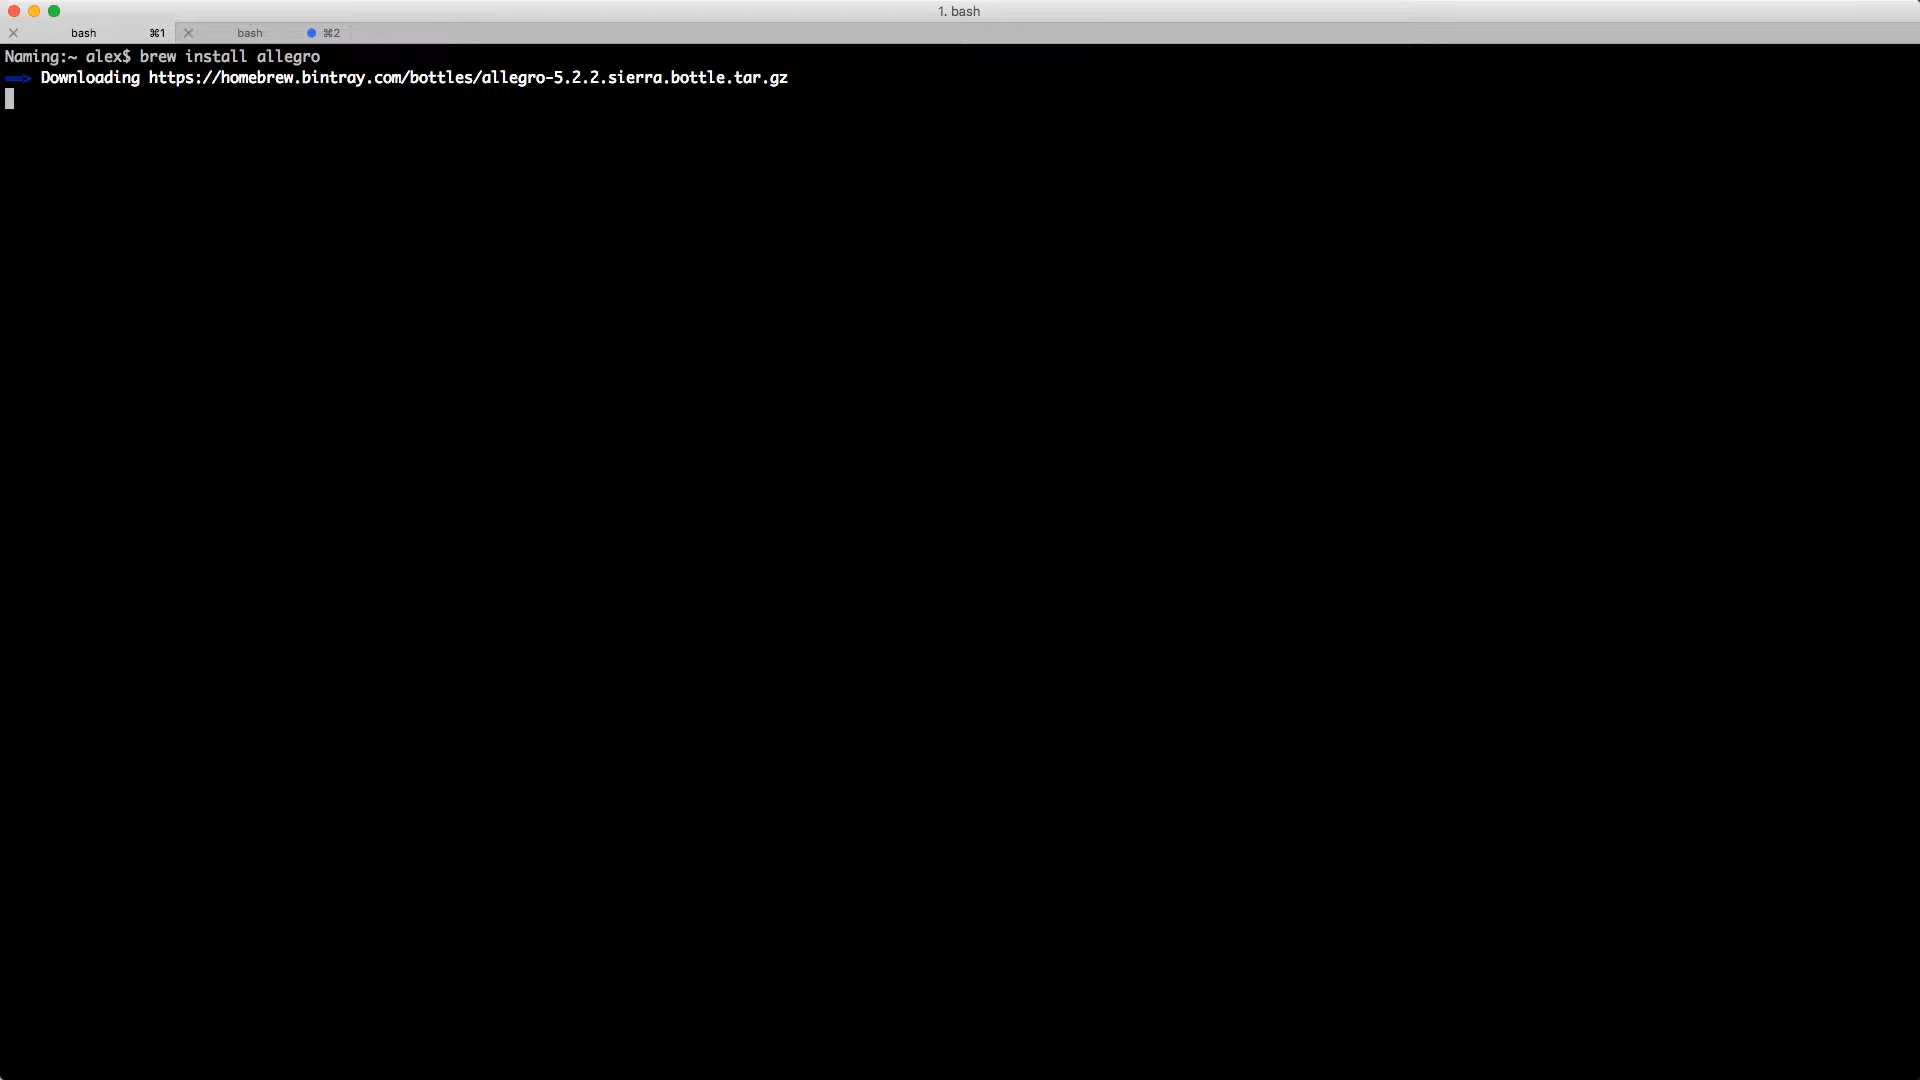 1. bash
bash ⌘1 bash ⌘2
Naming:~ alex$ brew install allegro
==> Downloading https://homebrew.bintray.com/bottles/allegro-5.2.2.sierra.bottle.tar.gz